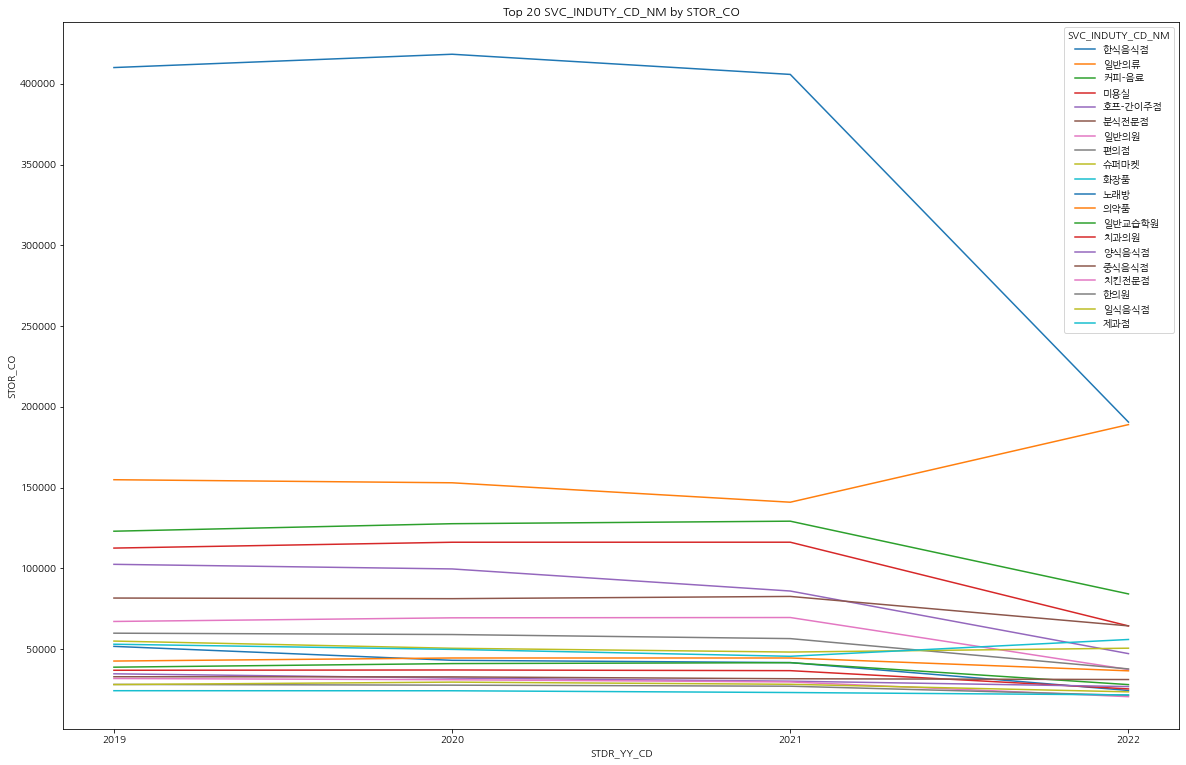 Top 20 SVC_INDUTY_CD_NM by STOR_CO
SVC_INDUTY_CD_NM
한식음식점
일반의류
커피-음료
미용실
호프-간이주점
분식전문점
일반의원
편의점
슈퍼마켓
화장품
노래방
의약품
일반교습학원
치과의원
양식음식점
중식음식점
치킨전문점
한의원
일식음식점
제과점
400000
350000
300000
250000
200000
150000
100000
50000
STOR_CO
2019
2020
2021
2022
STDR_YY_CD